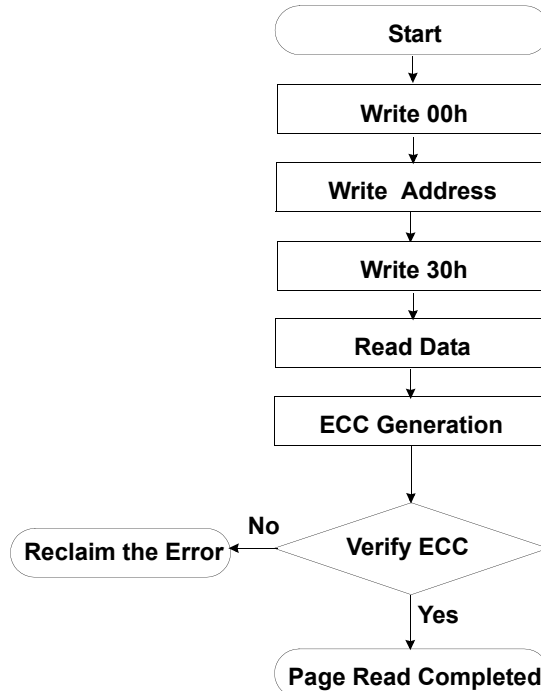 Start
Write 00h
Write Address
Write 30h
Read Data
ECC Generation
No
Reclaim the Error
Verify ECC
Yes
Page Read Completed